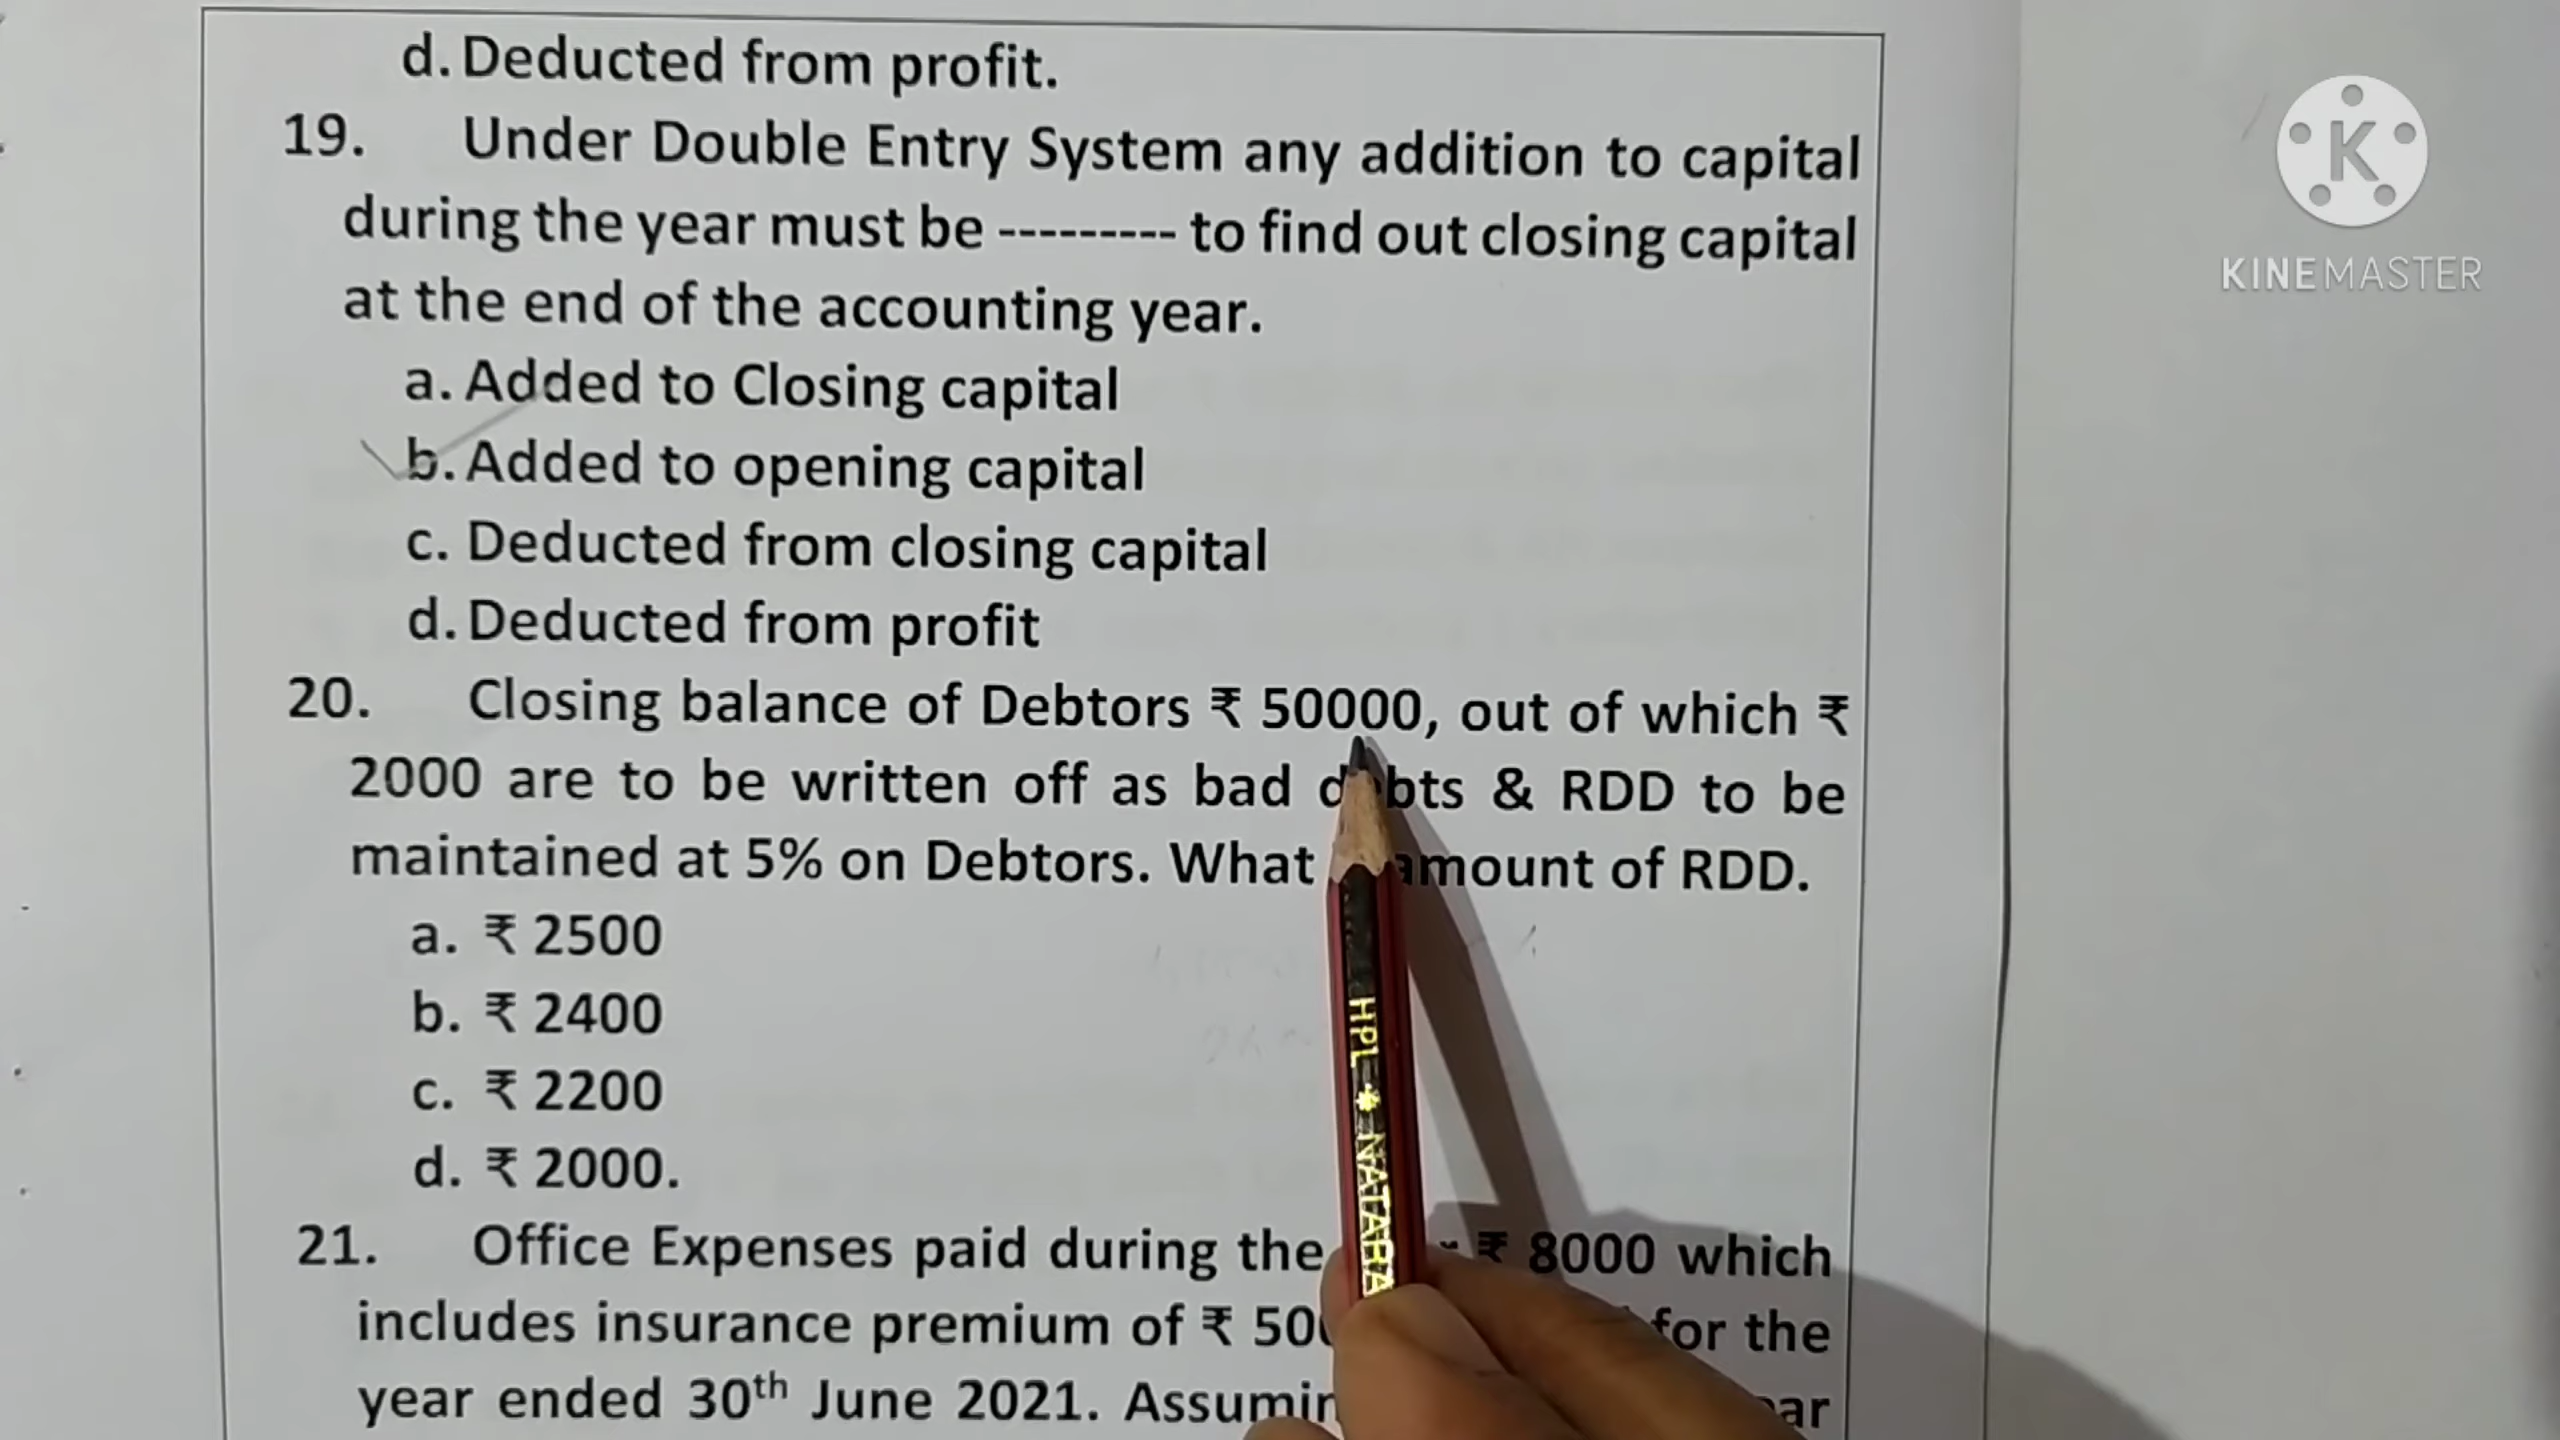 d. Deducted from profit.
19. Under Double Entry System any addition to capital
during the year must be --------- to find out closing capital
at the end of the accounting year.
a. Added to Closing capital
b. Added to opening capital
c. Deducted from closing capital
d. Deducted from profit
20. Closing balance of Debtors ₹ 50000, out of which ₹
2000 are to be written off as bad debts & RDD to be
maintained at 5% on Debtors. What amount of RDD.
a. ₹ 2500
b. ₹ 2400
c. ₹ 2200
d. ₹ 2000.
21. Office Expenses paid during the ₹ 8000 which
includes insurance premium of ₹ for the
year ended 30th June 2021.
K
KINEMASTER
HPL * NATARA